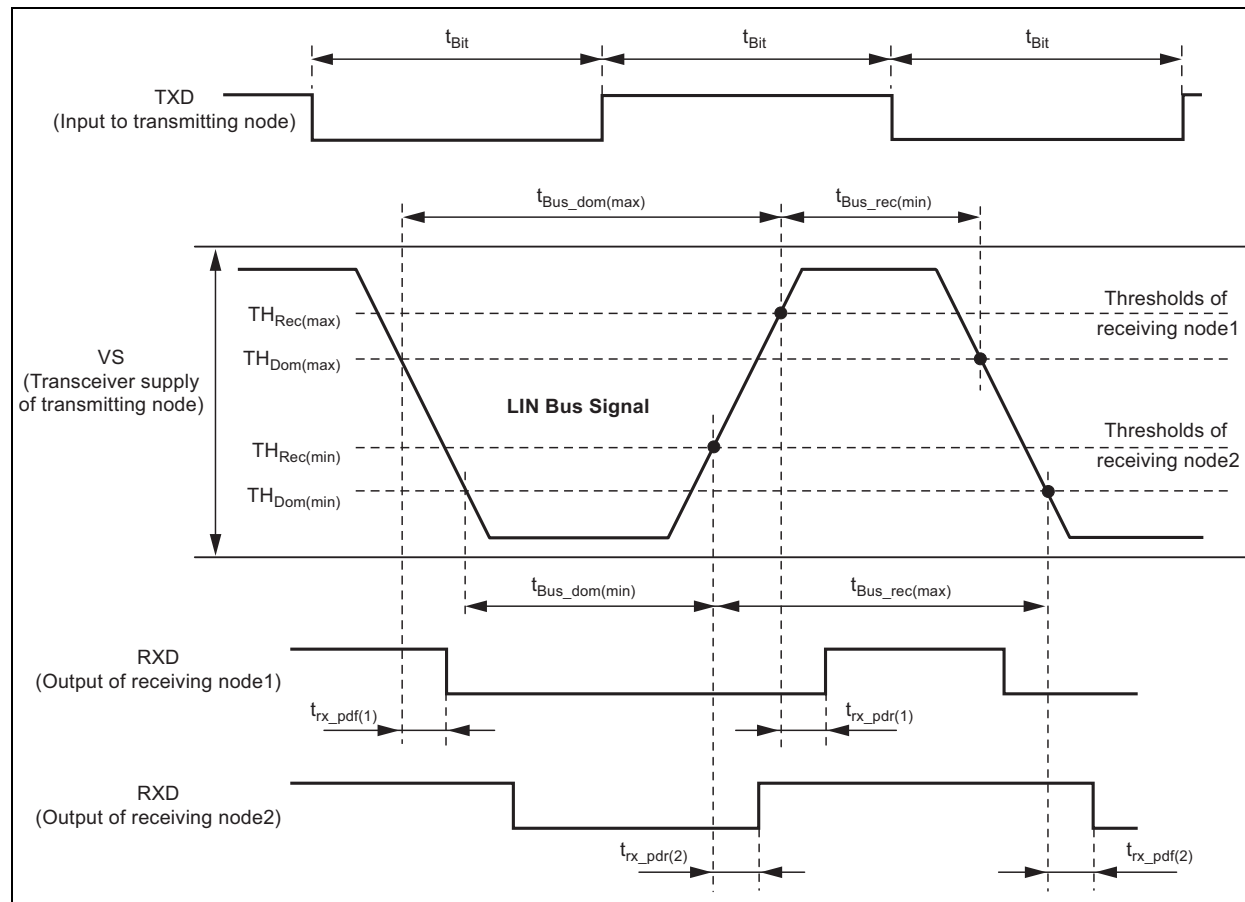 tBit
tBit
tBit
TXD
(Input to transmitting node)
tBus_dom(max)
tBus_rec(min)
THRec(max)
Thresholds of
receiving node1
THDom(max)
VS
(Transceiver supply
of transmitting node)
LIN Bus Signal
THRec(min)
Thresholds of
receiving node2
THDom(min)
tBus_dom(min)
tBus_rec(max)
RXD
(Output of receiving node1)
trx_pdf(1)
trx_pdr(1)
RXD
(Output of receiving node2)
trx_pdr(2)
trx_pdf(2)